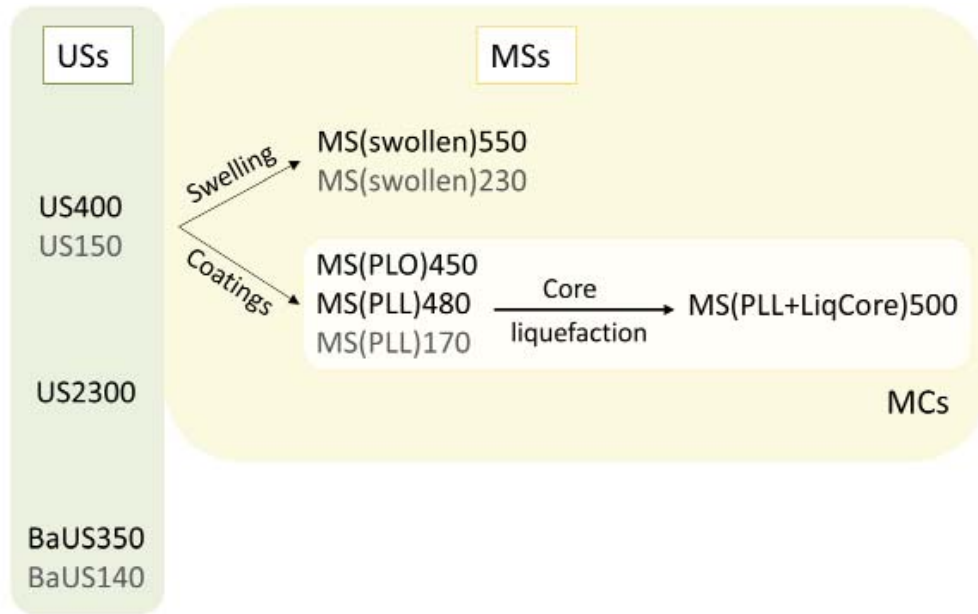 USs
MSs
US400
US150
US2300
BaUS350
BaUS140
Swelling
Coatings
MS(swollen)550
MS(swollen)230
MS(PLO)450
MS(PLL)480
MS(PLL)170
Core
liquefaction
MS(PLL+LiqCore)500
MCs